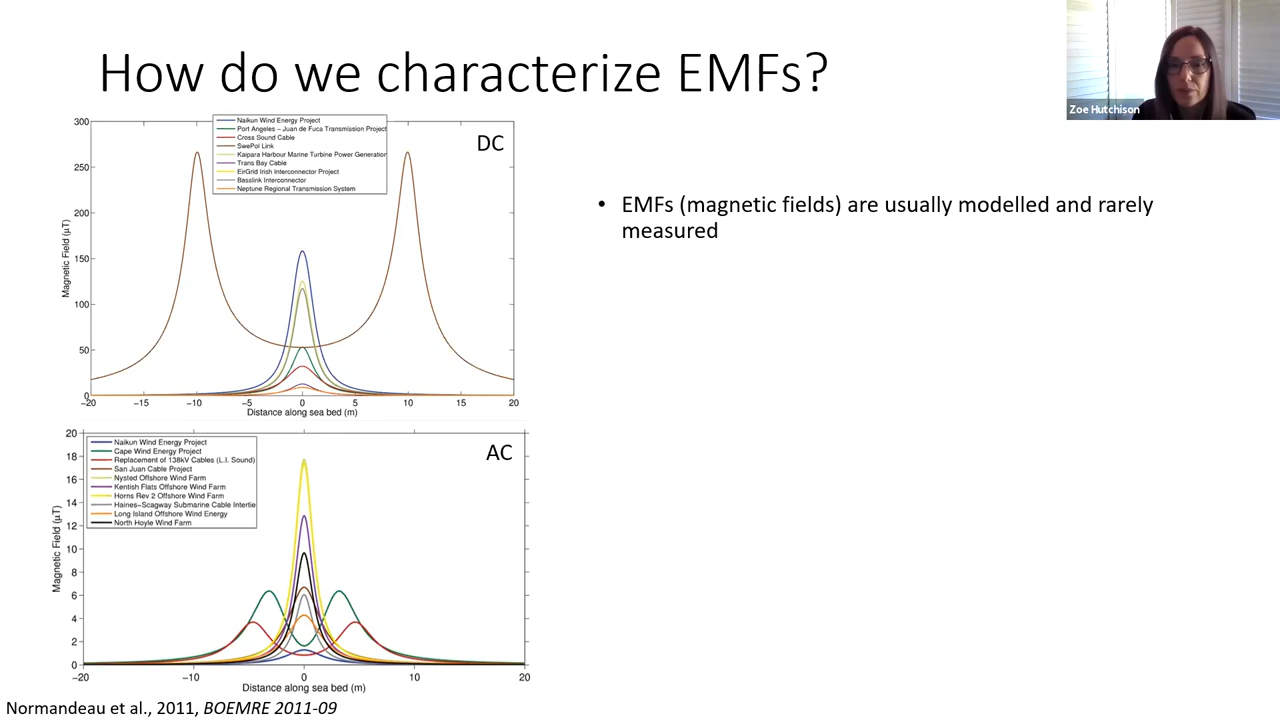 How do we characterize EMFs?
Zoe Hutchison
DC
Naikun Wind Energy Project
Port Angeles − Juan de Fuca Transmission Project
Cross Sound Cable
SwePol Link
Kaipara Harbour Marine Turbine Power Generation
Trans Bay Cable
EirGrid Irish Interconnector Project
Basslink Interconnector
Neptune Regional Transmission System
300
250
200
150
100
50
0
Magnetic Field (μT)
−20 −15 −10 −5 0 5 10 15 20
Distance along sea bed (m)
• EMFs (magnetic fields) are usually modelled and rarely
measured
AC
Naikun Wind Energy Project
Cape Wind Energy Project
Replacement of 138kV Cables (L.I. Sound)
San Juan Cable Project
Nysted Offshore Wind Farm
Kentish Flats Offshore Wind Farm
Horns Rev 2 Offshore Wind Farm
Haines−Scagway Submarine Cable Intertie
Long Island Offshore Wind Energy
North Hoyle Wind Farm
20
18
16
14
12
10
8
6
4
2
0
Magnetic Field (μT)
−20 −10 0 10 20
Distance along sea bed (m)
Normandeau et al., 2011, BOEMRE 2011-09